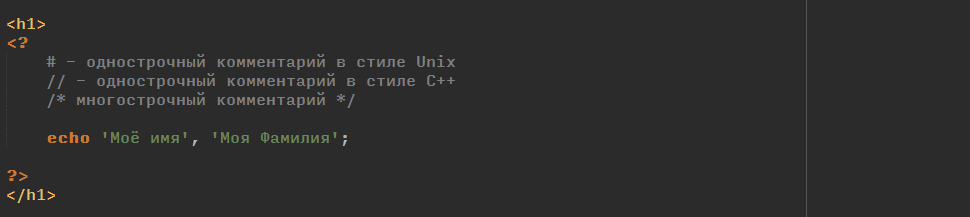 <h1>
<?
# - однострочный комментарий в стиле Unix
// - однострочный комментарий в стиле C++
/* многострочный комментарий */
echo 'Моё имя', 'Моя Фамилия';
?>
</h1>